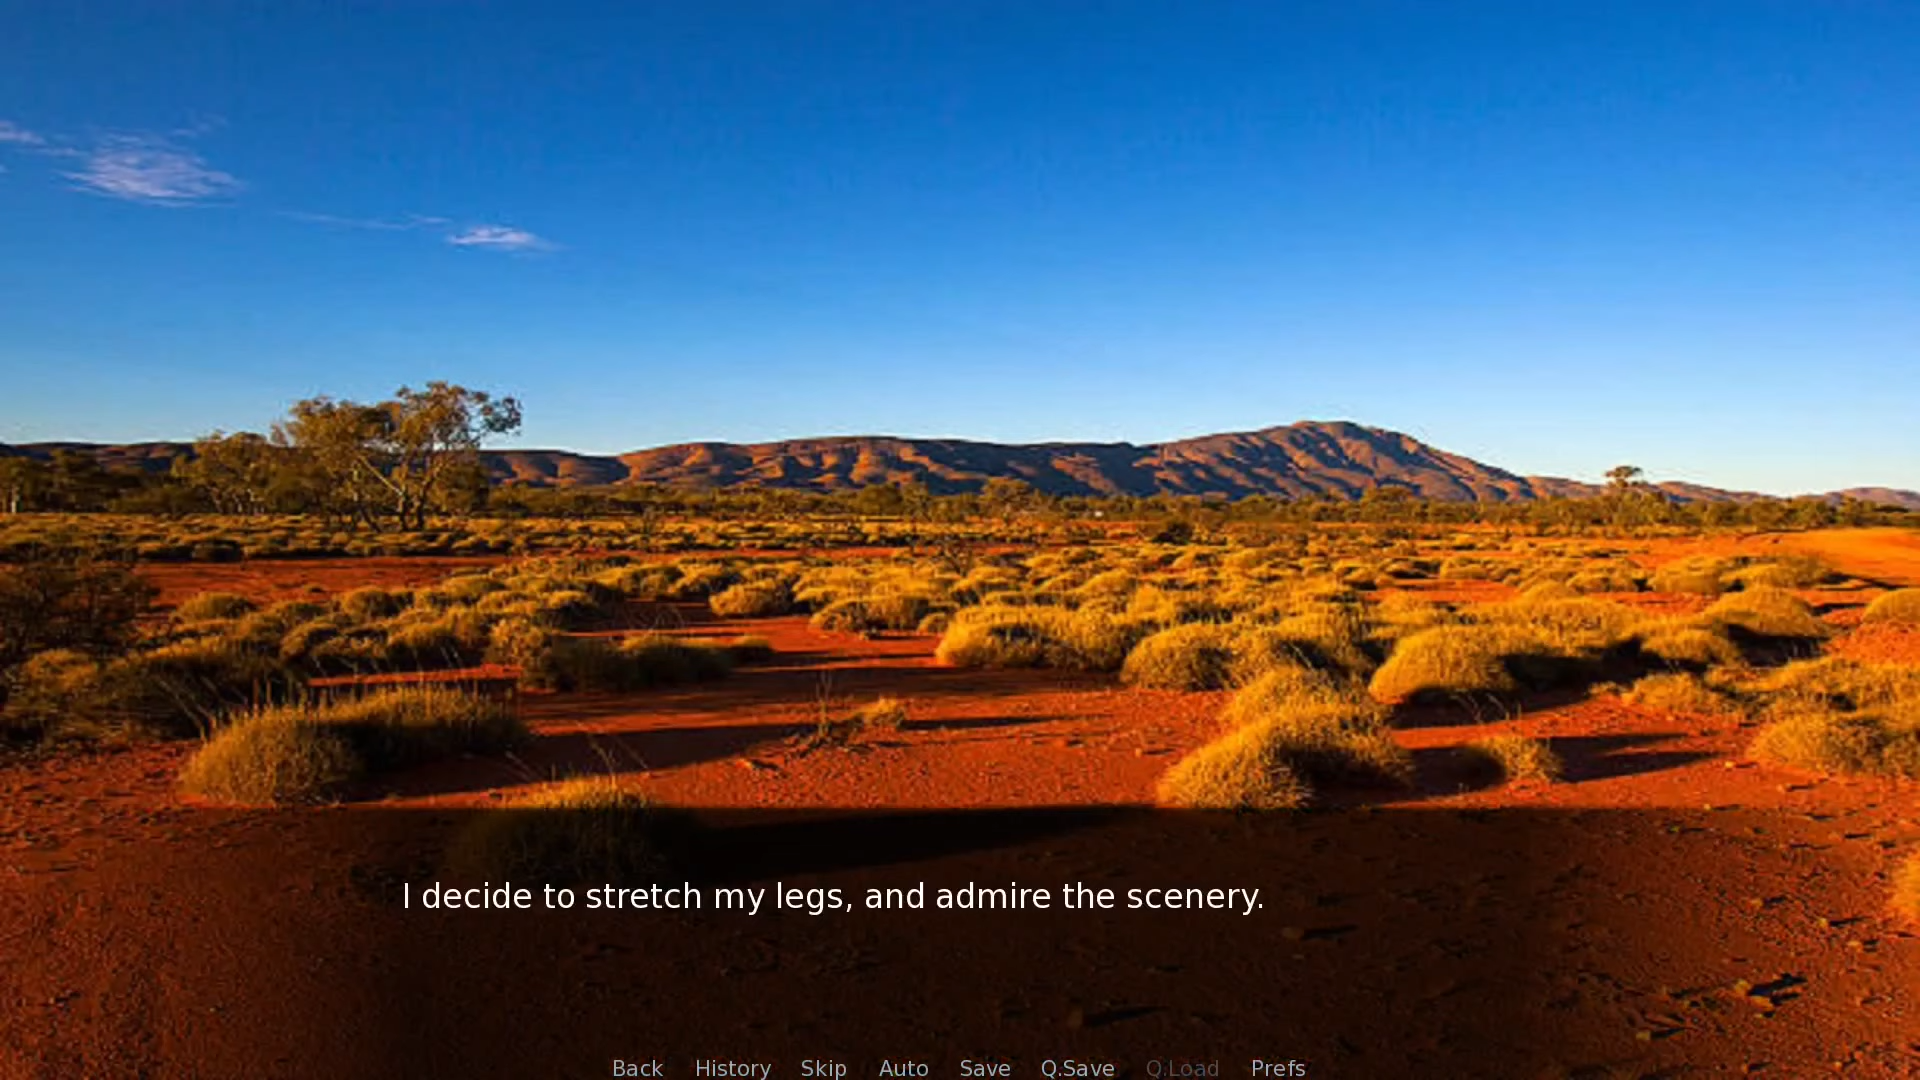 I decide to stretch my legs, and admire the scenery.
Back History Skip Auto Save Q.Save Q.Load Prefs